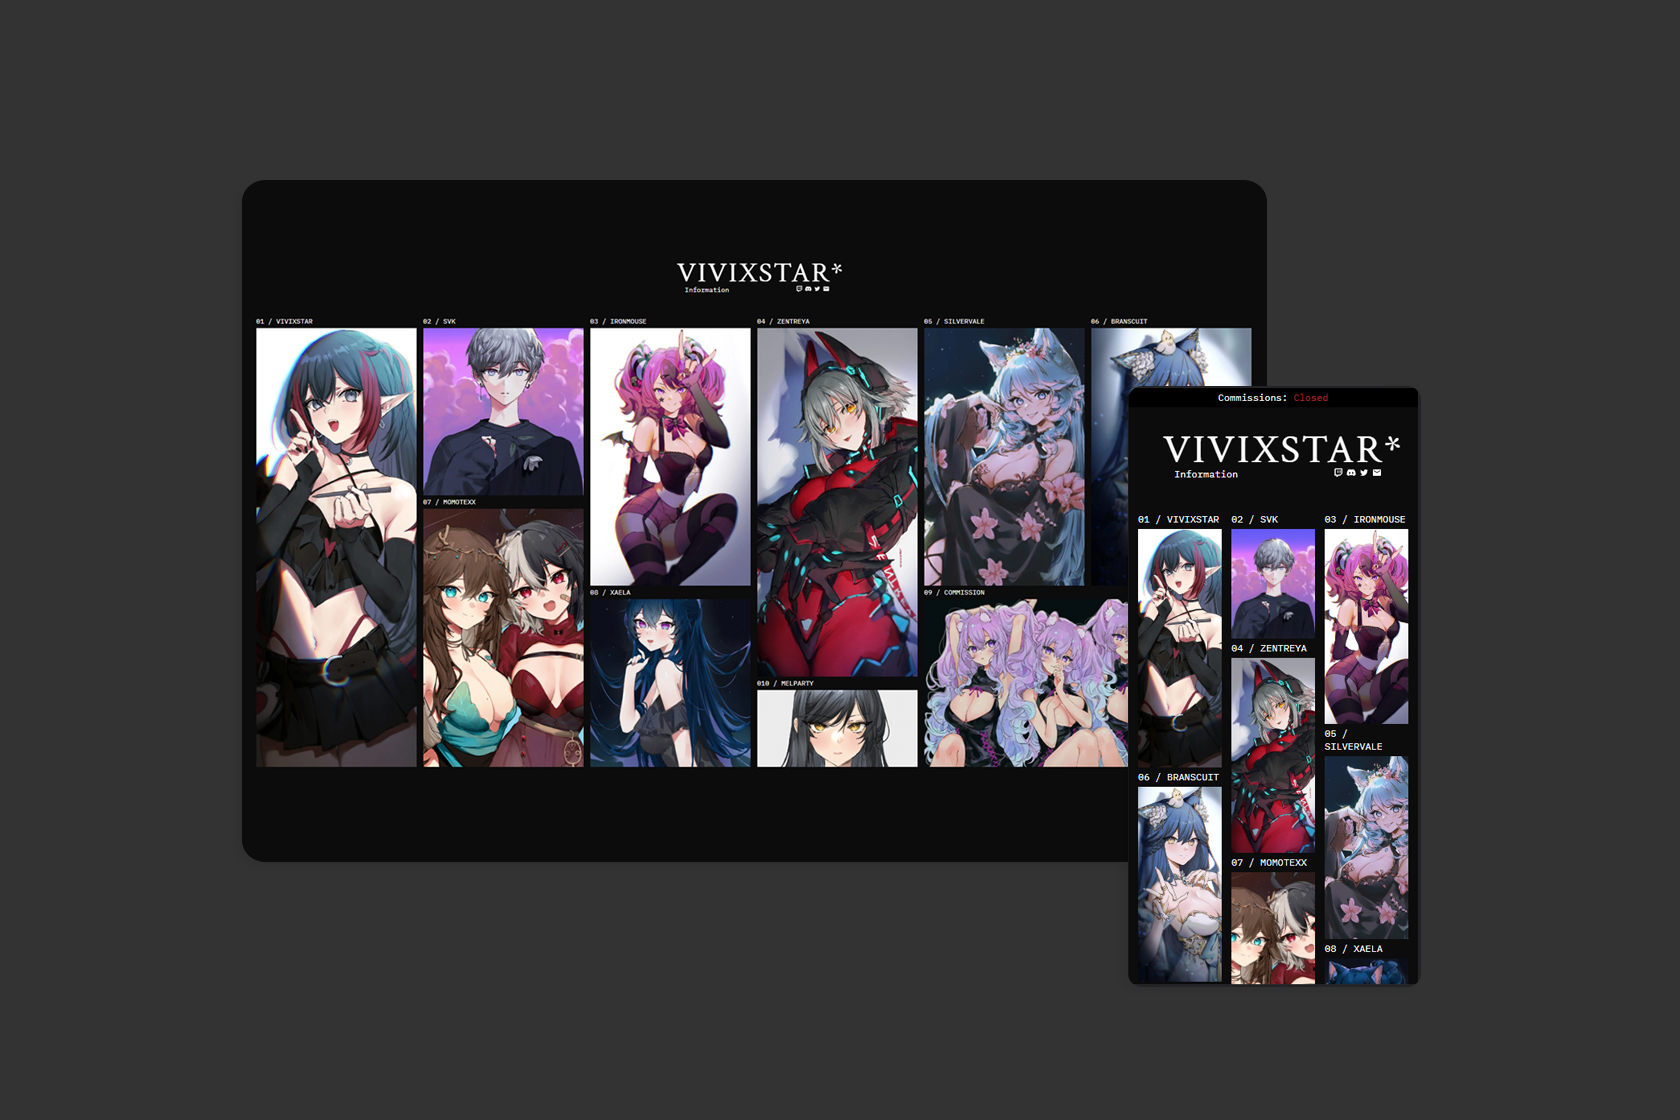 VIVIXSTAR*
Information
01 / VIVIXSTAR
02 / SVK
03 / IRONMOUSE
04 / ZENTREYA
05 / SILVERVALE
06 / BRANSCUIT
07 / MOMOTEXX
08 / XAELA
09 / COMMISSION
010 / MELPARTY
Commissions: Closed
VIVIXSTAR*
Information
01 / VIVIXSTAR
02 / SVK
03 / IRONMOUSE
04 / ZENTREYA
05 /
SILVERVALE
06 / BRANSCUIT
07 / MOMOTEXX
08 / XAELA